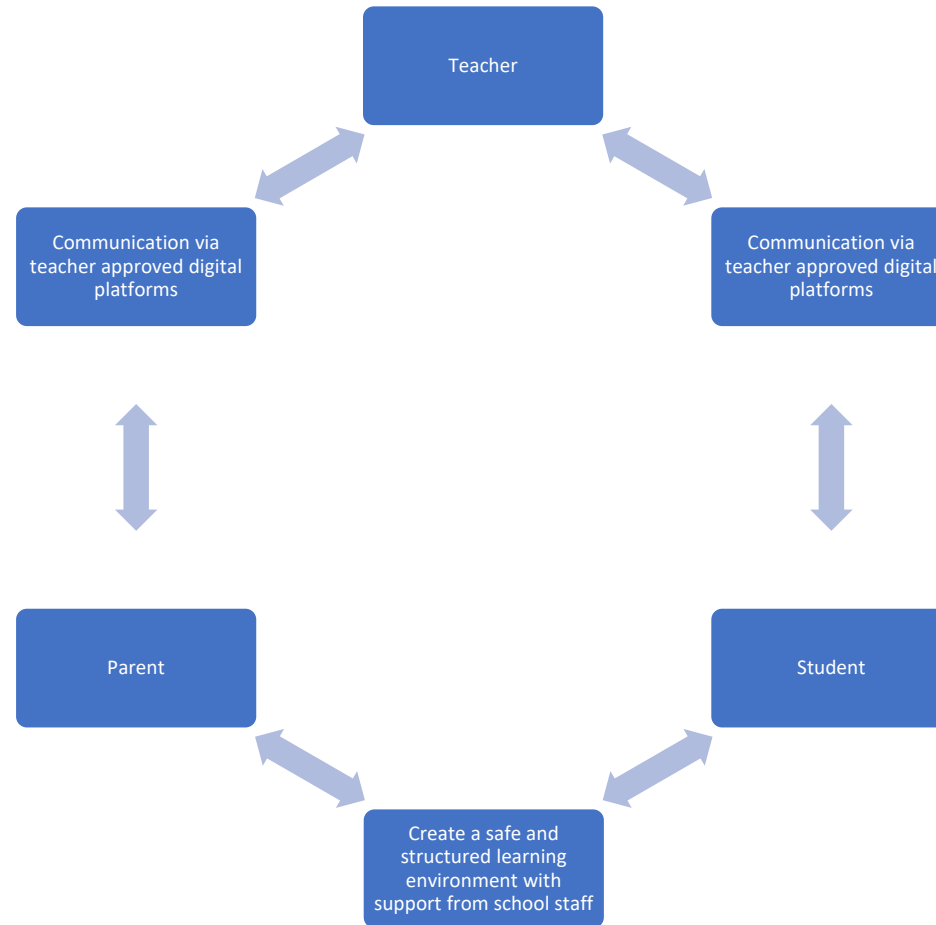 Teacher
Communication via
teacher approved digital
platforms
Communication via
teacher approved digital
platforms
Parent
Student
Create a safe and
structured learning
environment with
support from school staff